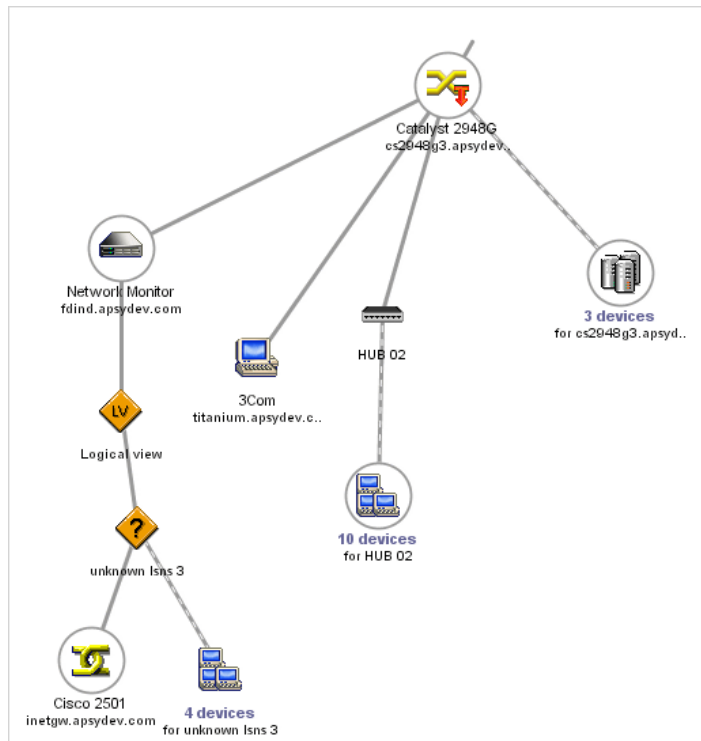 Catalyst 2948G
cs2948g3.apsydev..
Network Monitor
fdind.apsydev.com
3 devices
for cs2948g3.apsyd..
HUB 02
3Com
titanium.apsydev.c..
LV
Logical view
10 devices
for HUB 02
?
unknown lsns 3
Cisco 2501
inetgw.apsydev.com
4 devices
for unknown lsns 3